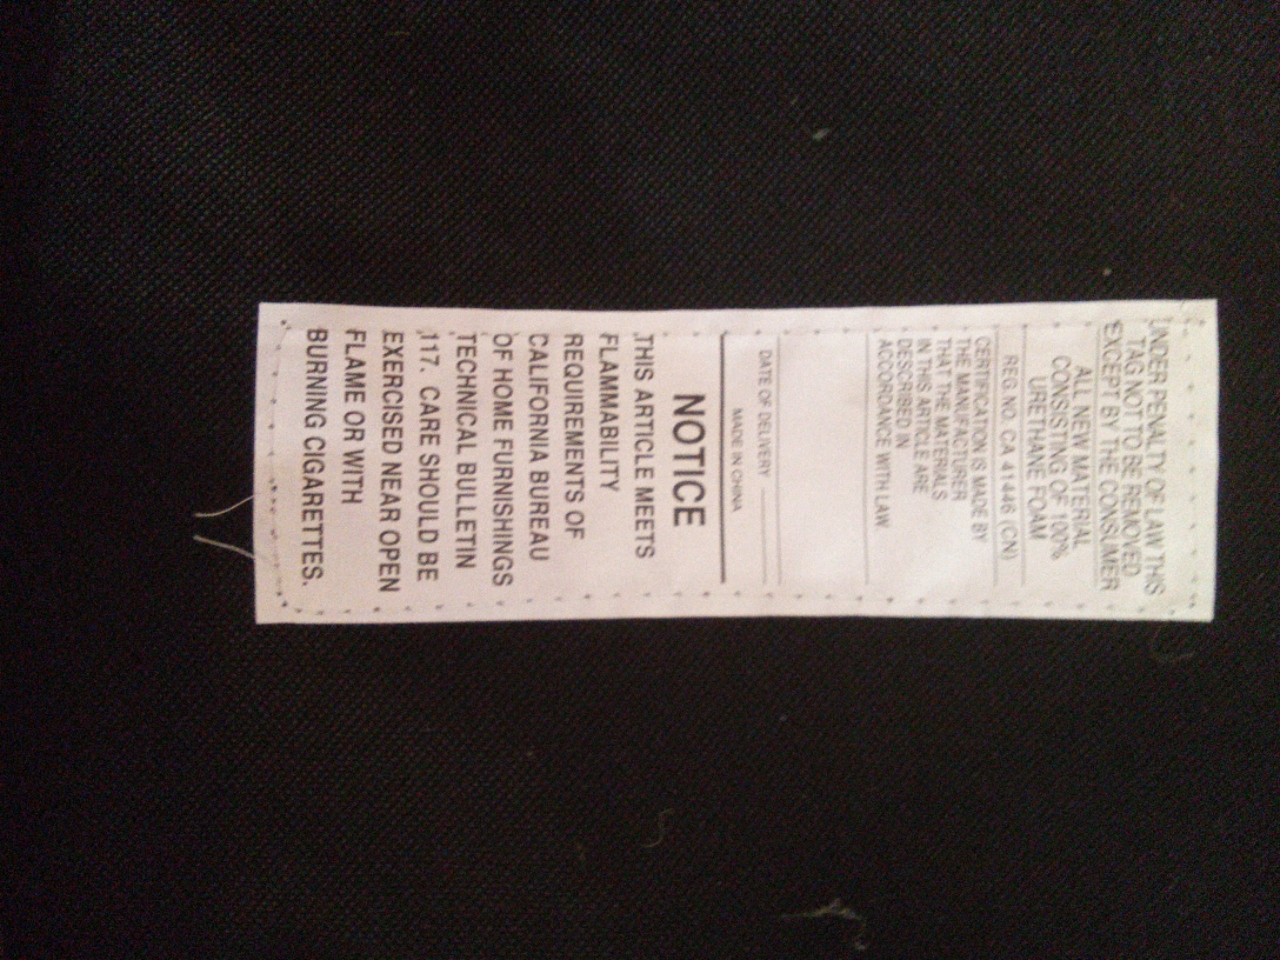 UNDER PENALTY OF LAW THIS
TAG NOT TO BE REMOVED
EXCEPT BY THE CONSUMER
ALL NEW MATERIAL
CONSISTING OF 100%
URETHANE FOAM
REG. NO. CA 41446 (CN)
CERTIFICATION IS MADE BY
THE MANUFACTURER
THAT THE MATERIALS
IN THIS ARTICLE ARE
DESCRIBED IN
ACCORDANCE WITH LAW
DATE OF DELIVERY
MADE IN CHINA
NOTICE
THIS ARTICLE MEETS
FLAMMABILITY
REQUIREMENTS OF
CALIFORNIA BUREAU
OF HOME FURNISHINGS
TECHNICAL BULLETIN
117. CARE SHOULD BE
EXERCISED NEAR OPEN
FLAME OR WITH
BURNING CIGARETTES.